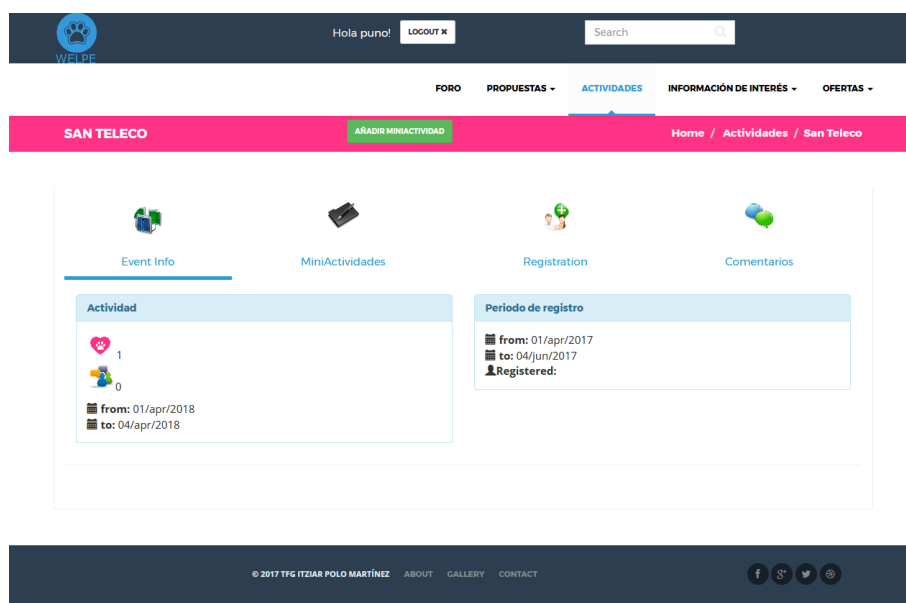 WELPE
Hola puno!
LOGOUT ✖
Search
FORO
PROPUESTAS
ACTIVIDADES
INFORMACIÓN DE INTERÉS
OFERTAS
SAN TELECO
AÑADIR MINIACTIVIDAD
Home / Actividades / San Teleco
Event Info
MiniActividades
Registration
Comentarios
Actividad
1
0
from: 01/apr/2018
to: 04/apr/2018
Periodo de registro
from: 01/apr/2017
to: 04/jun/2017
Registered:
© 2017 TFG ITZIAR POLO MARTÍNEZ ABOUT GALLERY CONTACT